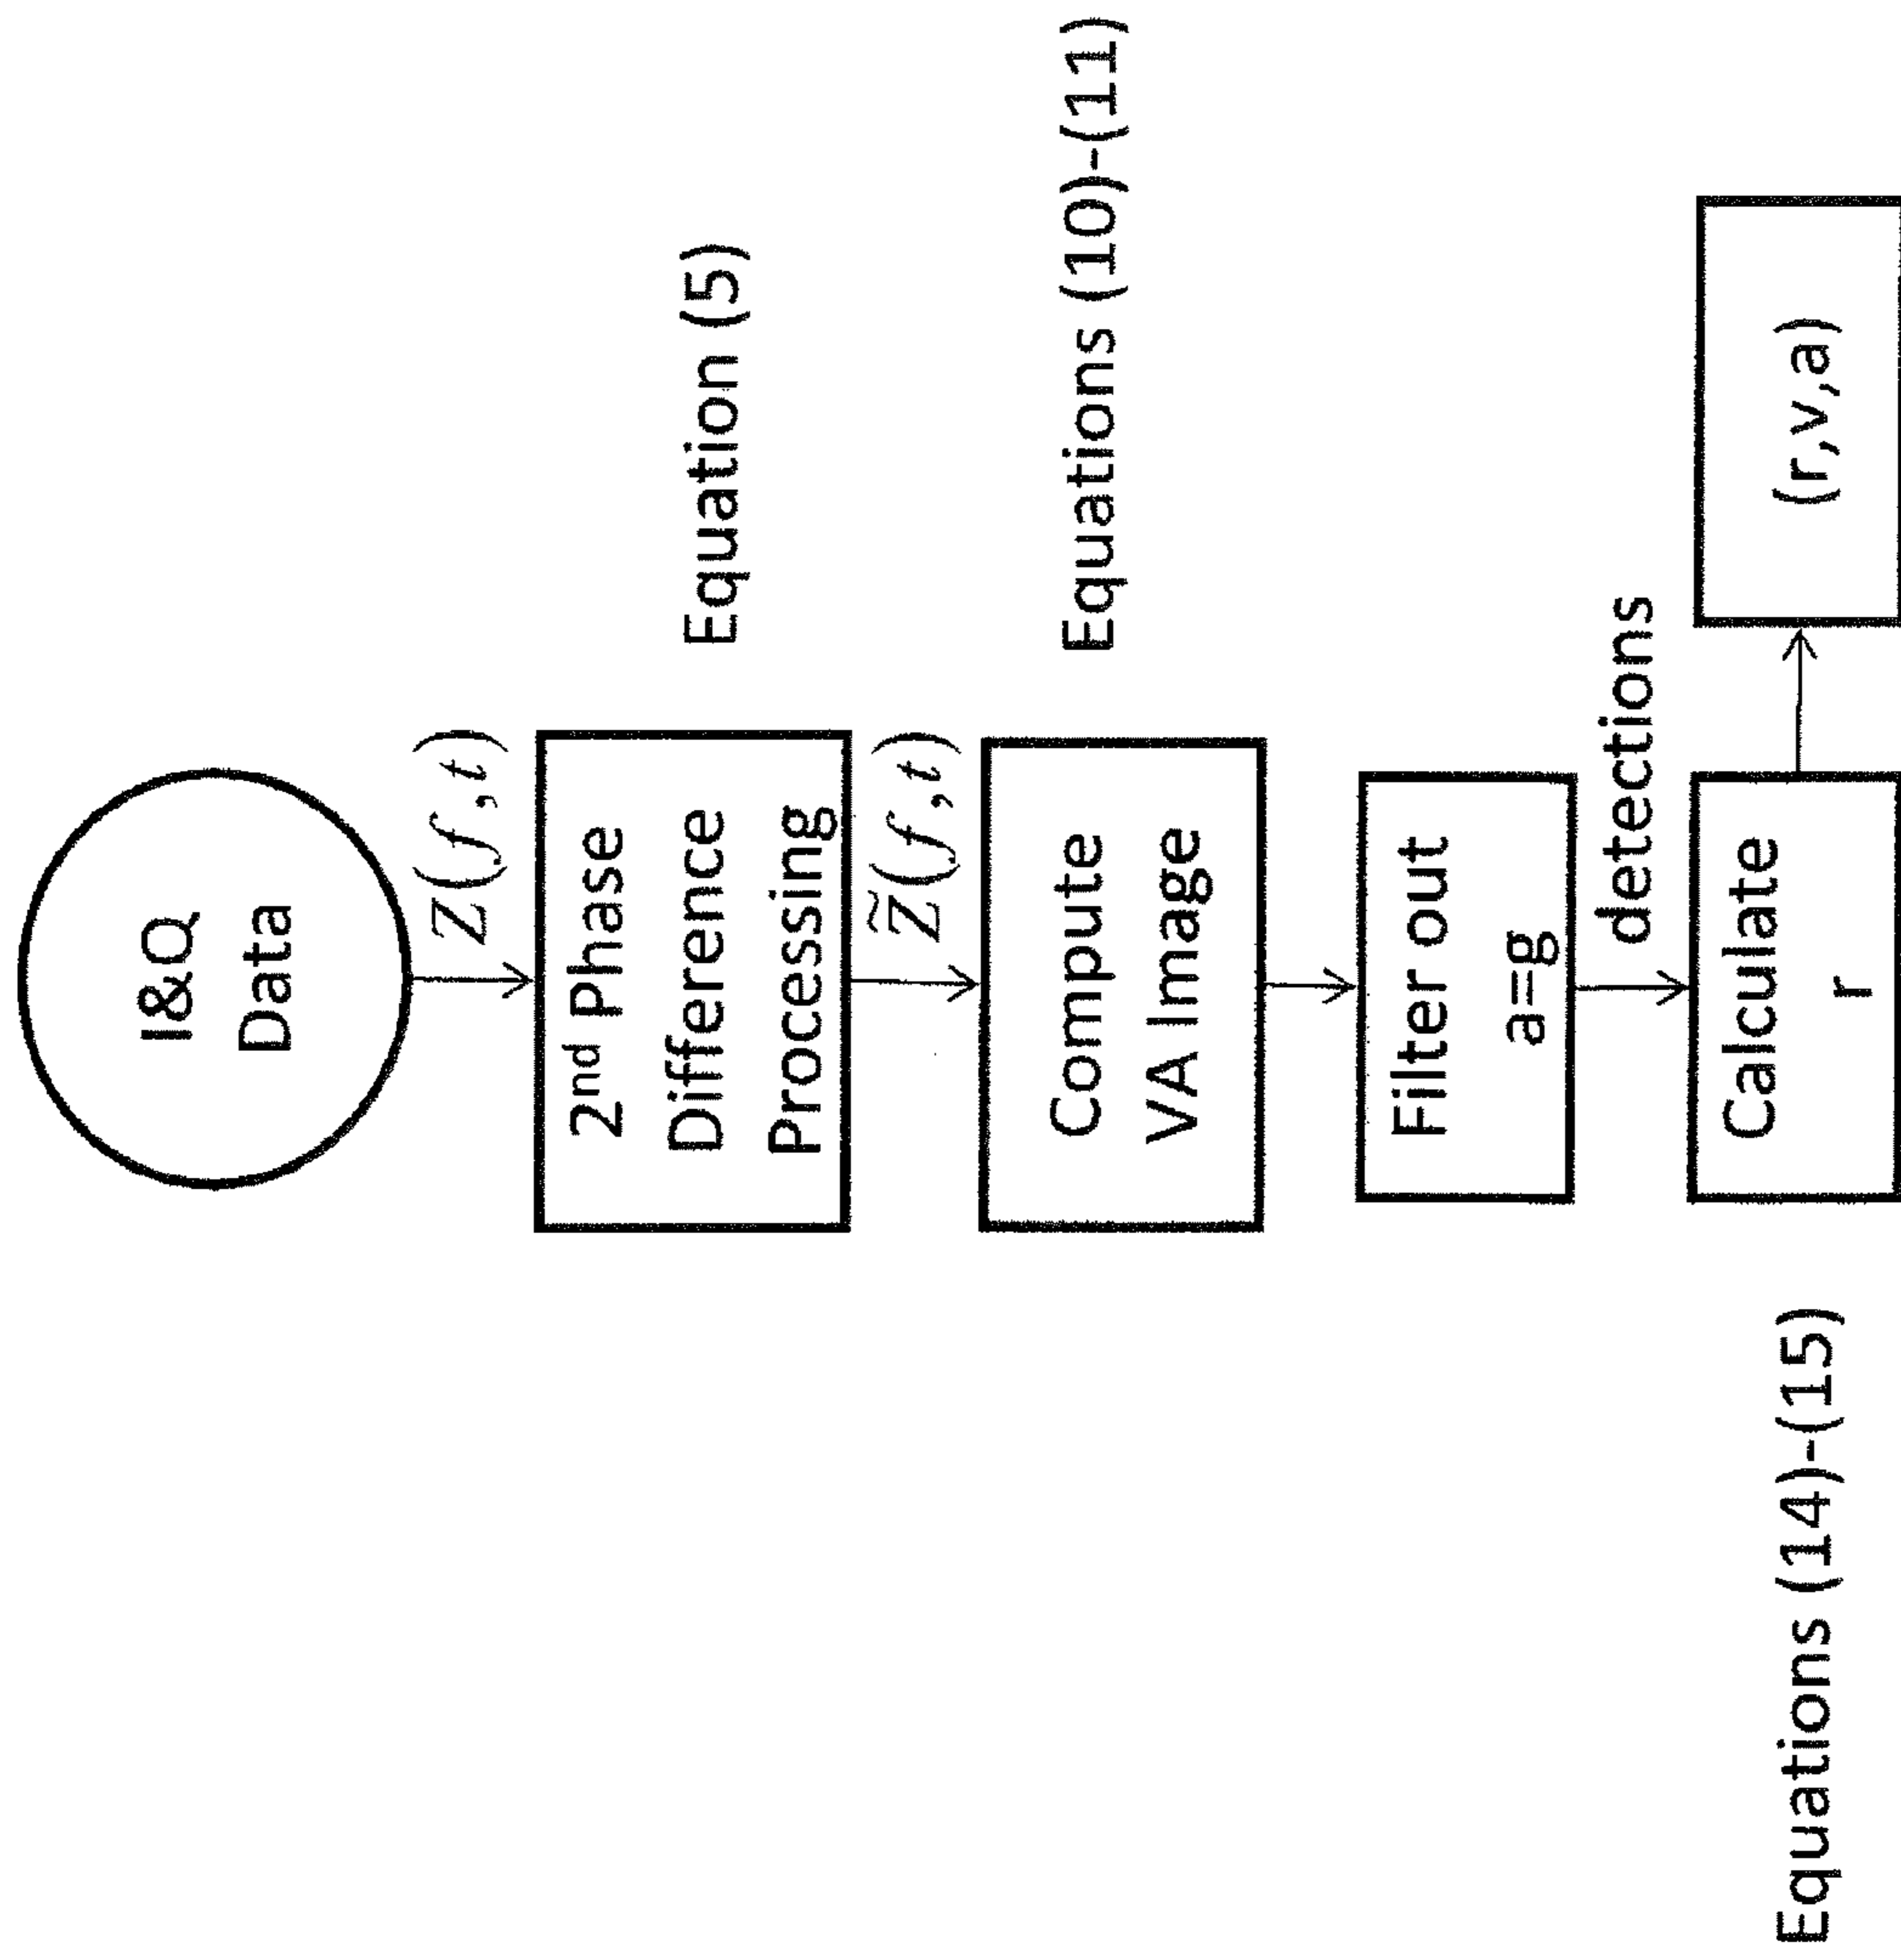 I&Q
Data
Z(f,t)
2nd Phase
Difference
Processing
Equation (5)
Z̃(f,t)
Compute
VA Image
Equations (10)-(11)
Filter out
a=g
detections
Calculate
r
Equations (14)-(15)
(r,v,a)